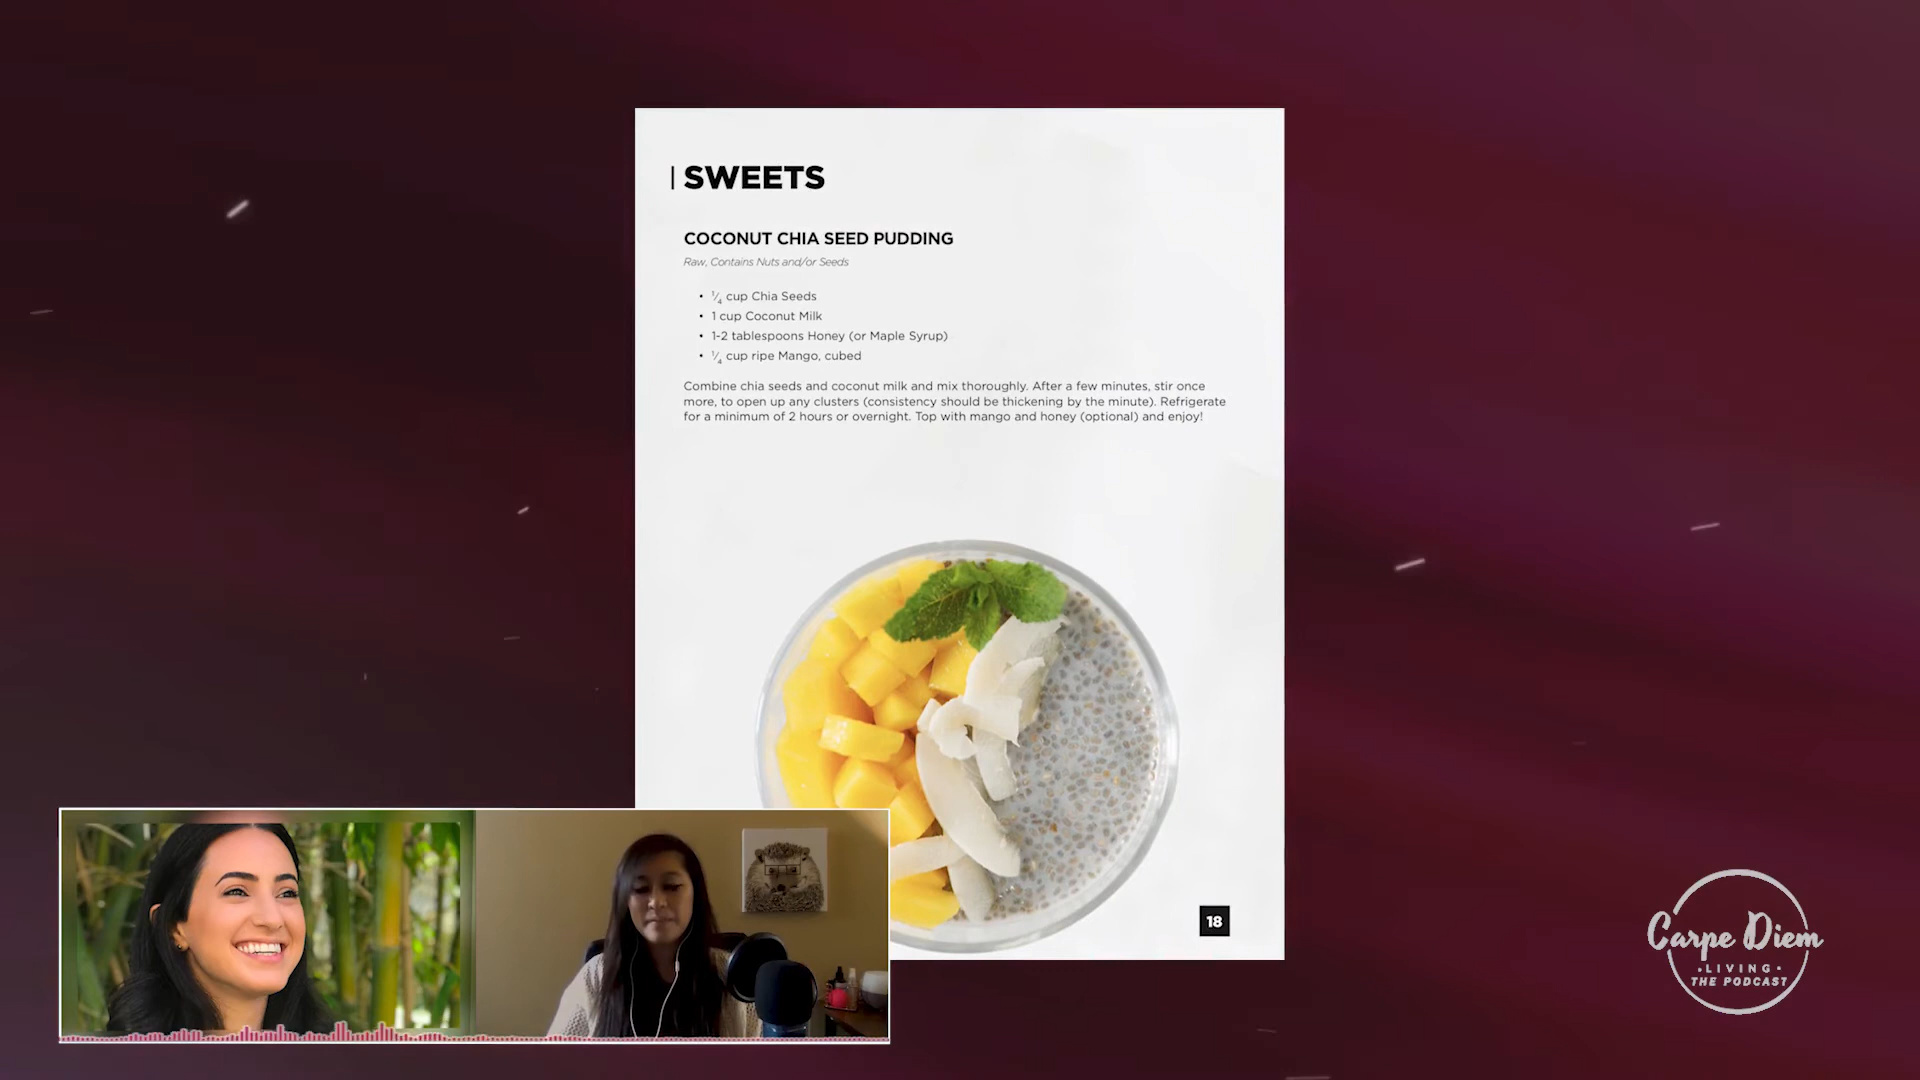 SWEETS
COCONUT CHIA SEED PUDDING
Raw, Contains Nuts and/or Seeds
• ¼ cup Chia Seeds
• 1 cup Coconut Milk
• 1-2 tablespoons Honey (or Maple Syrup)
• ¼ cup ripe Mango, cubed
Combine chia seeds and coconut milk and mix thoroughly. After a few minutes, stir once
more, to open up any clusters (consistency should be thickening by the minute). Refrigerate
for a minimum of 2 hours or overnight. Top with mango and honey (optional) and enjoy!
18
Carpe Diem
•LIVING•
THE PODCAST